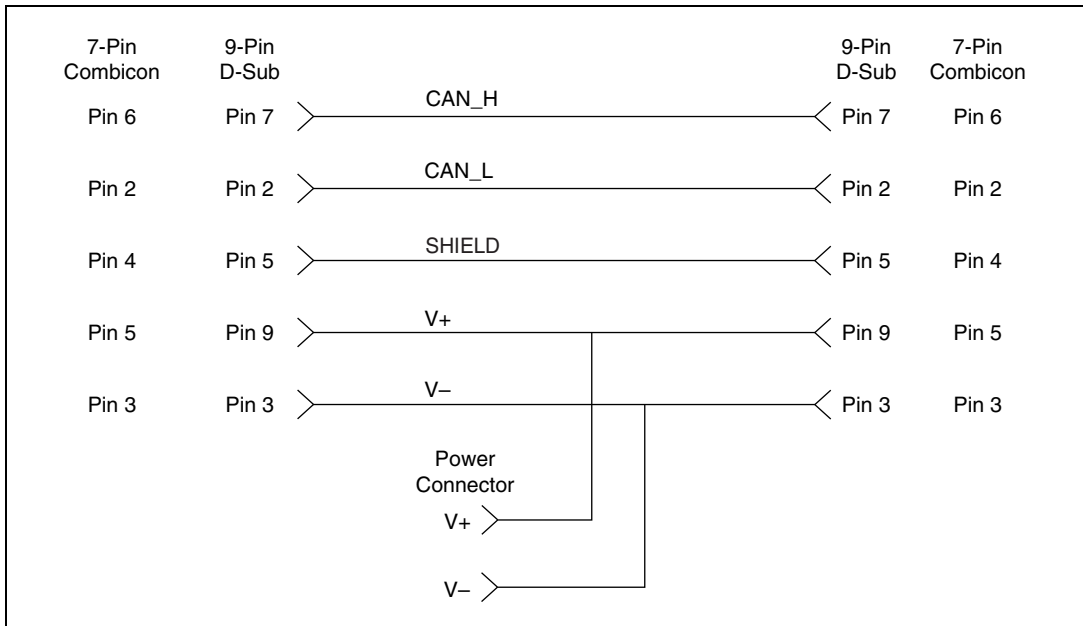 7-Pin Combicon 9-Pin D-Sub 9-Pin D-Sub 7-Pin Combicon
Pin 6 Pin 7 CAN_H Pin 7 Pin 6
Pin 2 Pin 2 CAN_L Pin 2 Pin 2
Pin 4 Pin 5 SHIELD Pin 5 Pin 4
Pin 5 Pin 9 V+ Pin 9 Pin 5
Pin 3 Pin 3 V– Pin 3 Pin 3
Power
Connector
V+
V–